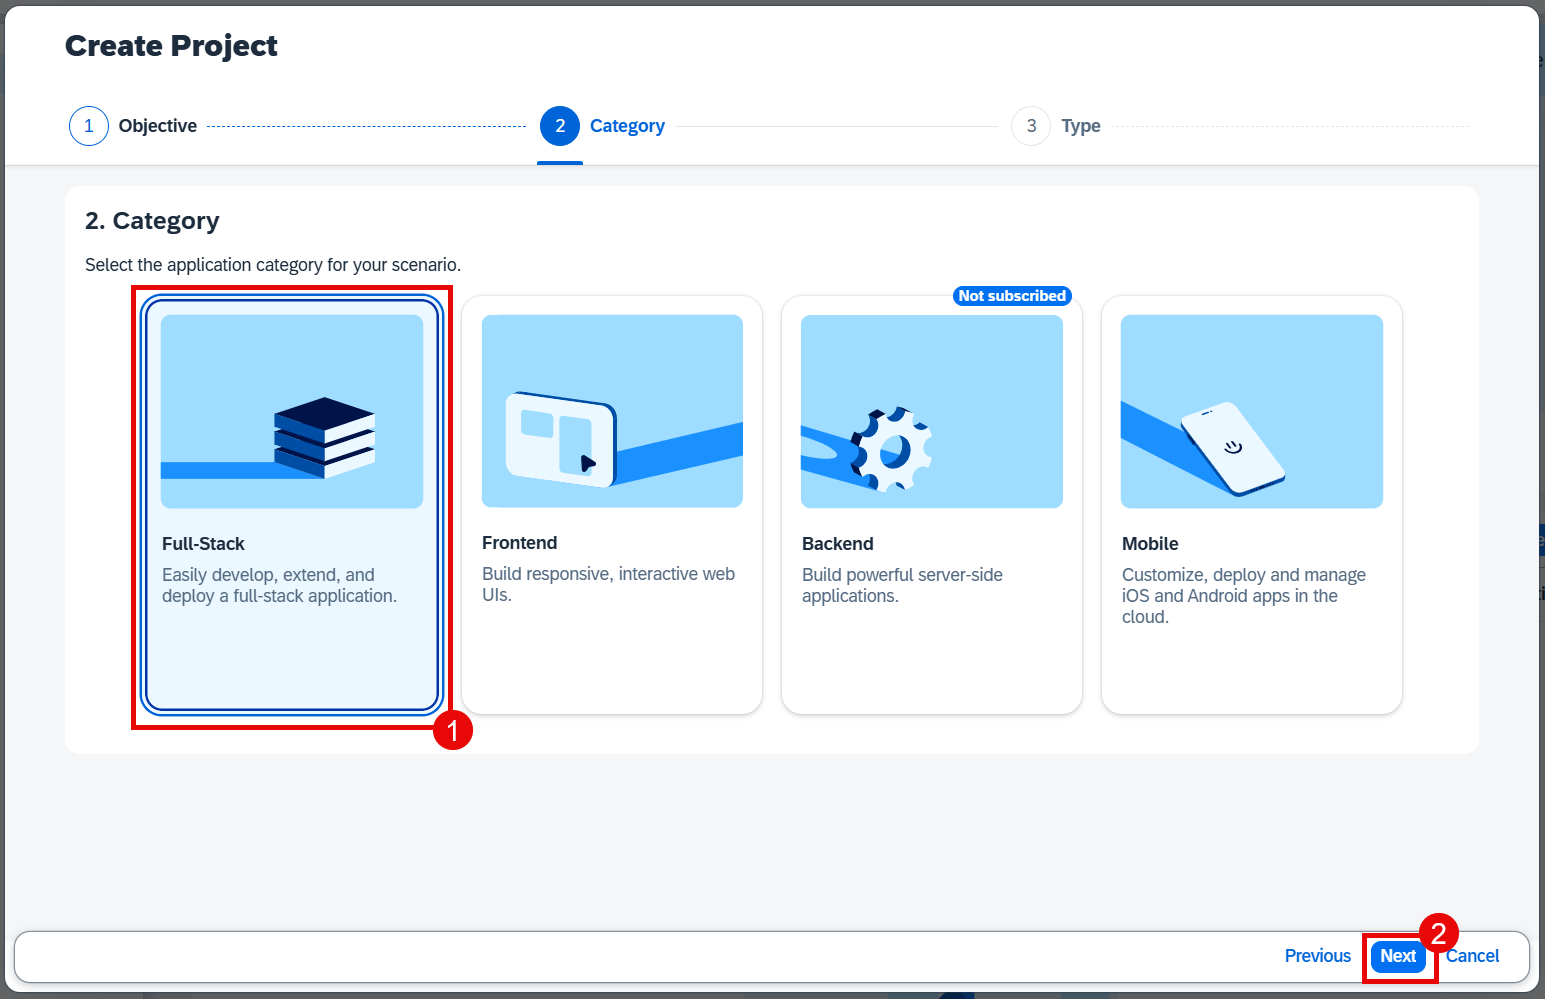 Create Project
1 Objective
2 Category
3 Type
2. Category
Select the application category for your scenario.
Not subscribed
Full-Stack
Easily develop, extend, and
deploy a full-stack application.
Frontend
Build responsive, interactive web
UIs.
Backend
Build powerful server-side
applications.
Mobile
Customize, deploy and manage
iOS and Android apps in the
cloud.
1
2
Previous
Next
Cancel